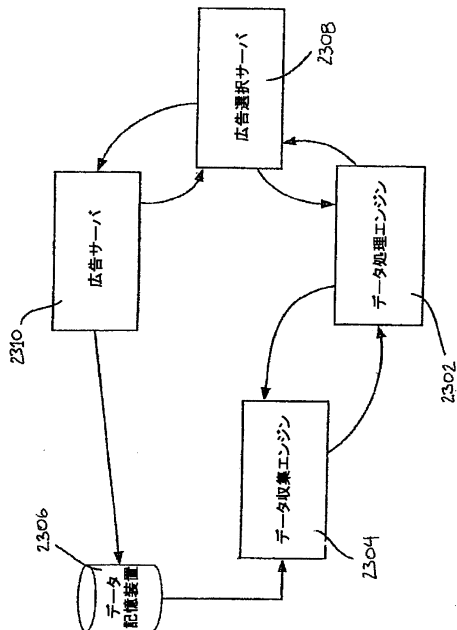 2306
データ
記憶装置
2310
広告サーバ
広告選択サーバ
2308
データ収集エンジン
2304
データ処理エンジン
2302